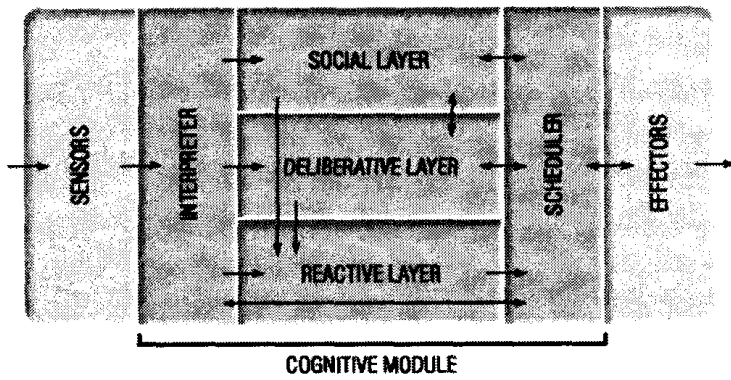 SENSORS
INTERPRETER
SOCIAL LAYER
DELIBERATIVE LAYER
REACTIVE LAYER
SCHEDULER
EFFECTORS
COGNITIVE MODULE